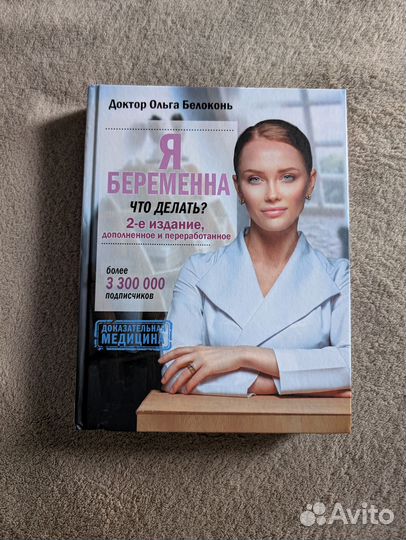 Доктор Ольга Белоконь
Я
БЕРЕМЕННА
ЧТО ДЕЛАТЬ?
2-е издание,
дополненное и переработанное
более
3 300 000
подписчиков
ДОКАЗАТЕЛЬНАЯ
МЕДИЦИНА
Avito